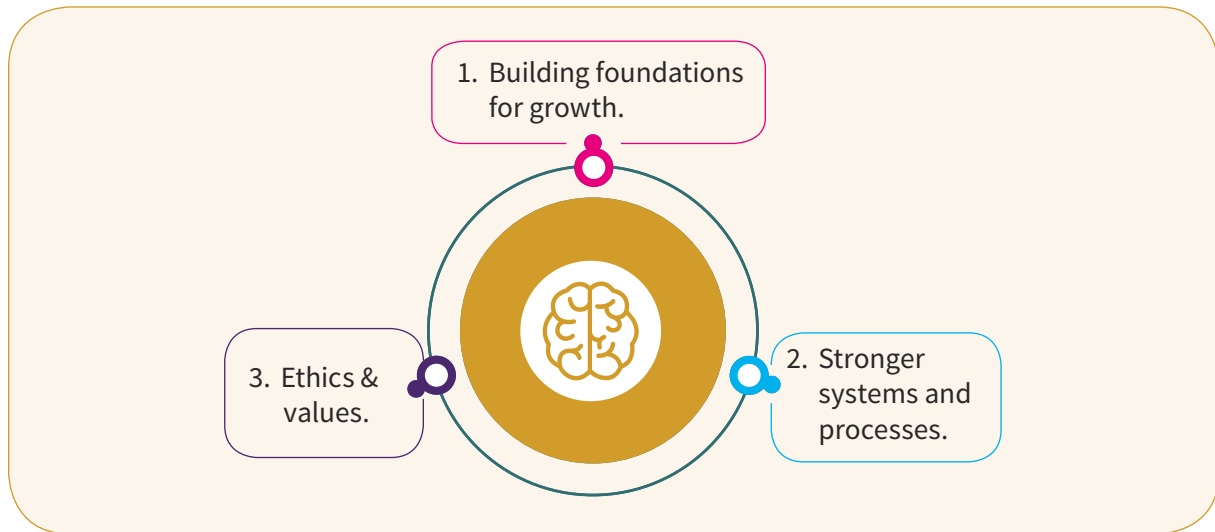 1. Building foundations
for growth.
2. Stronger
systems and
processes.
3. Ethics &
values.